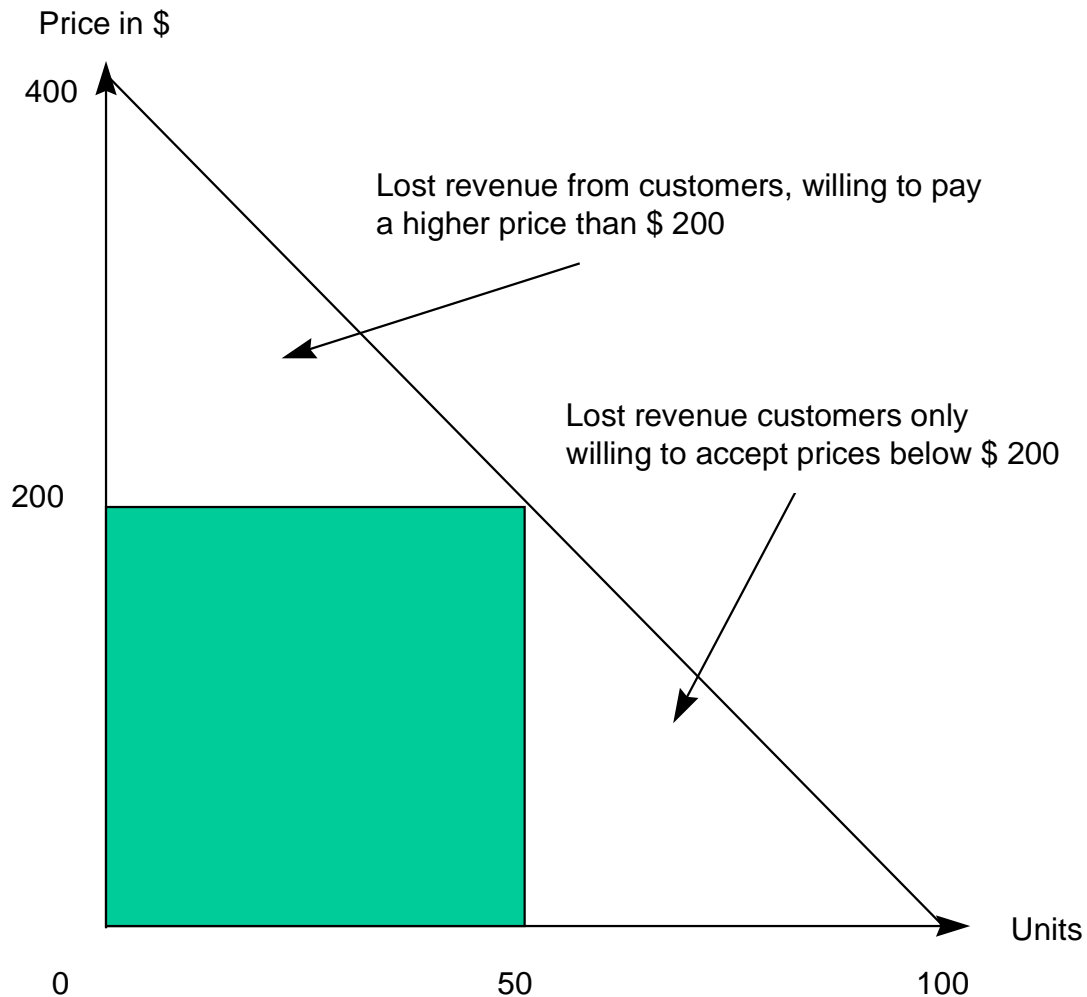 Price in $
400
Lost revenue from customers, willing to pay
a higher price than $ 200
Lost revenue customers only
willing to accept prices below $ 200
200
Units
0
50
100